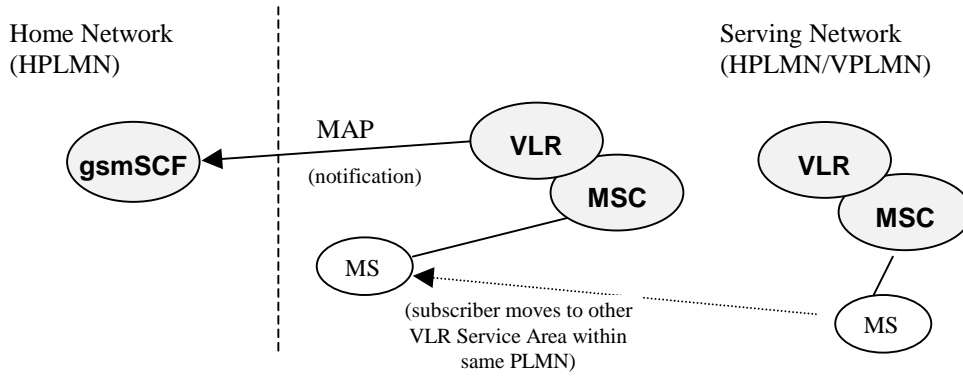 Home Network
(HPLMN)
Serving Network
(HPLMN/VPLMN)
gsmSCF
MAP
(notification)
VLR
MSC
MS
VLR
MSC
MS
(subscriber moves to other
VLR Service Area within
same PLMN)